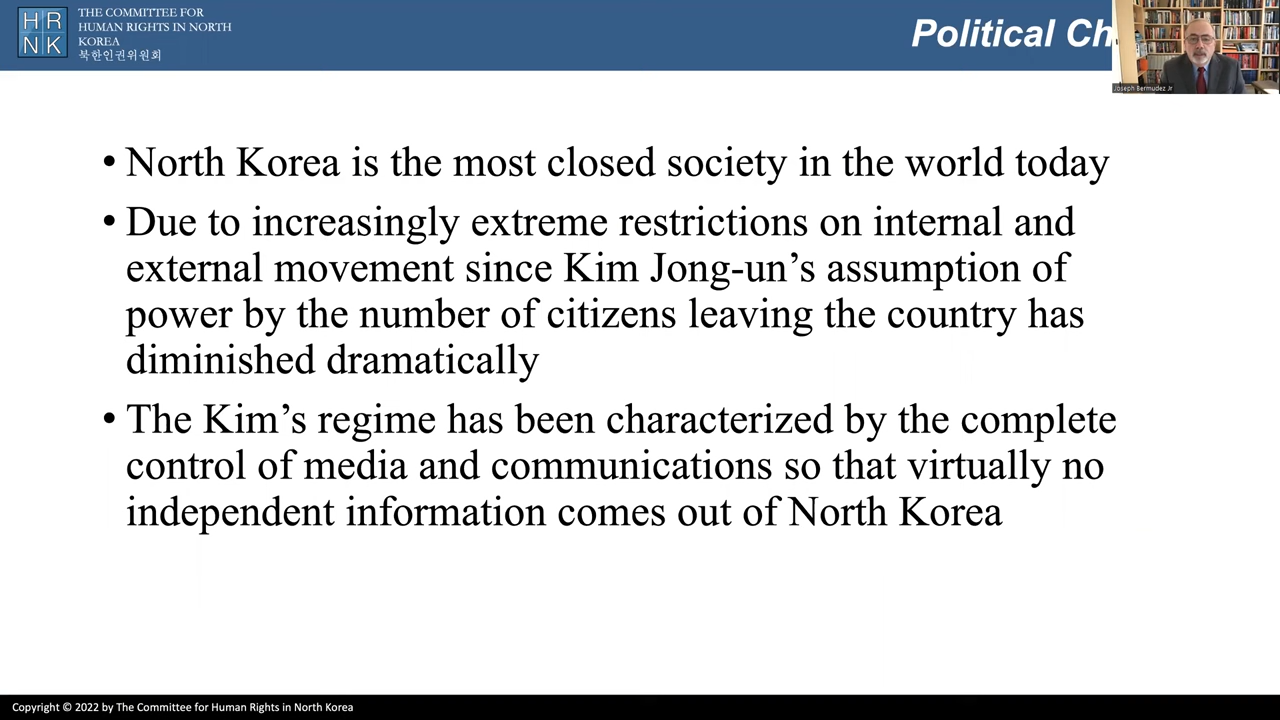 HR
NK
THE COMMITTEE FOR
HUMAN RIGHTS IN NORTH
KOREA
북한인권위원회
Political Ch
Joseph Bermudez Jr
• North Korea is the most closed society in the world today
• Due to increasingly extreme restrictions on internal and
external movement since Kim Jong-un’s assumption of
power by the number of citizens leaving the country has
diminished dramatically
• The Kim’s regime has been characterized by the complete
control of media and communications so that virtually no
independent information comes out of North Korea
Copyright © 2022 by The Committee for Human Rights in North Korea